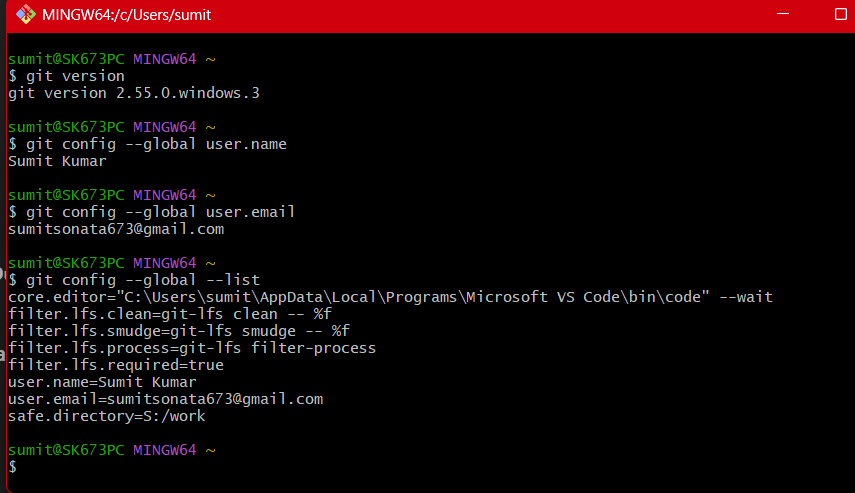 MINGW64:/c/Users/sumit
sumit@SK673PC MINGW64 ~
$ git version
git version 2.55.0.windows.3
sumit@SK673PC MINGW64 ~
$ git config --global user.name
Sumit Kumar
sumit@SK673PC MINGW64 ~
$ git config --global user.email
sumitsonata673@gmail.com
sumit@SK673PC MINGW64 ~
$ git config --global --list
core.editor="C:\Users\sumit\AppData\Local\Programs\Microsoft VS Code\bin\code" --wait
filter.lfs.clean=git-lfs clean -- %f
filter.lfs.smudge=git-lfs smudge -- %f
filter.lfs.process=git-lfs filter-process
filter.lfs.required=true
user.name=Sumit Kumar
user.email=sumitsonata673@gmail.com
safe.directory=S:/work
sumit@SK673PC MINGW64 ~
$